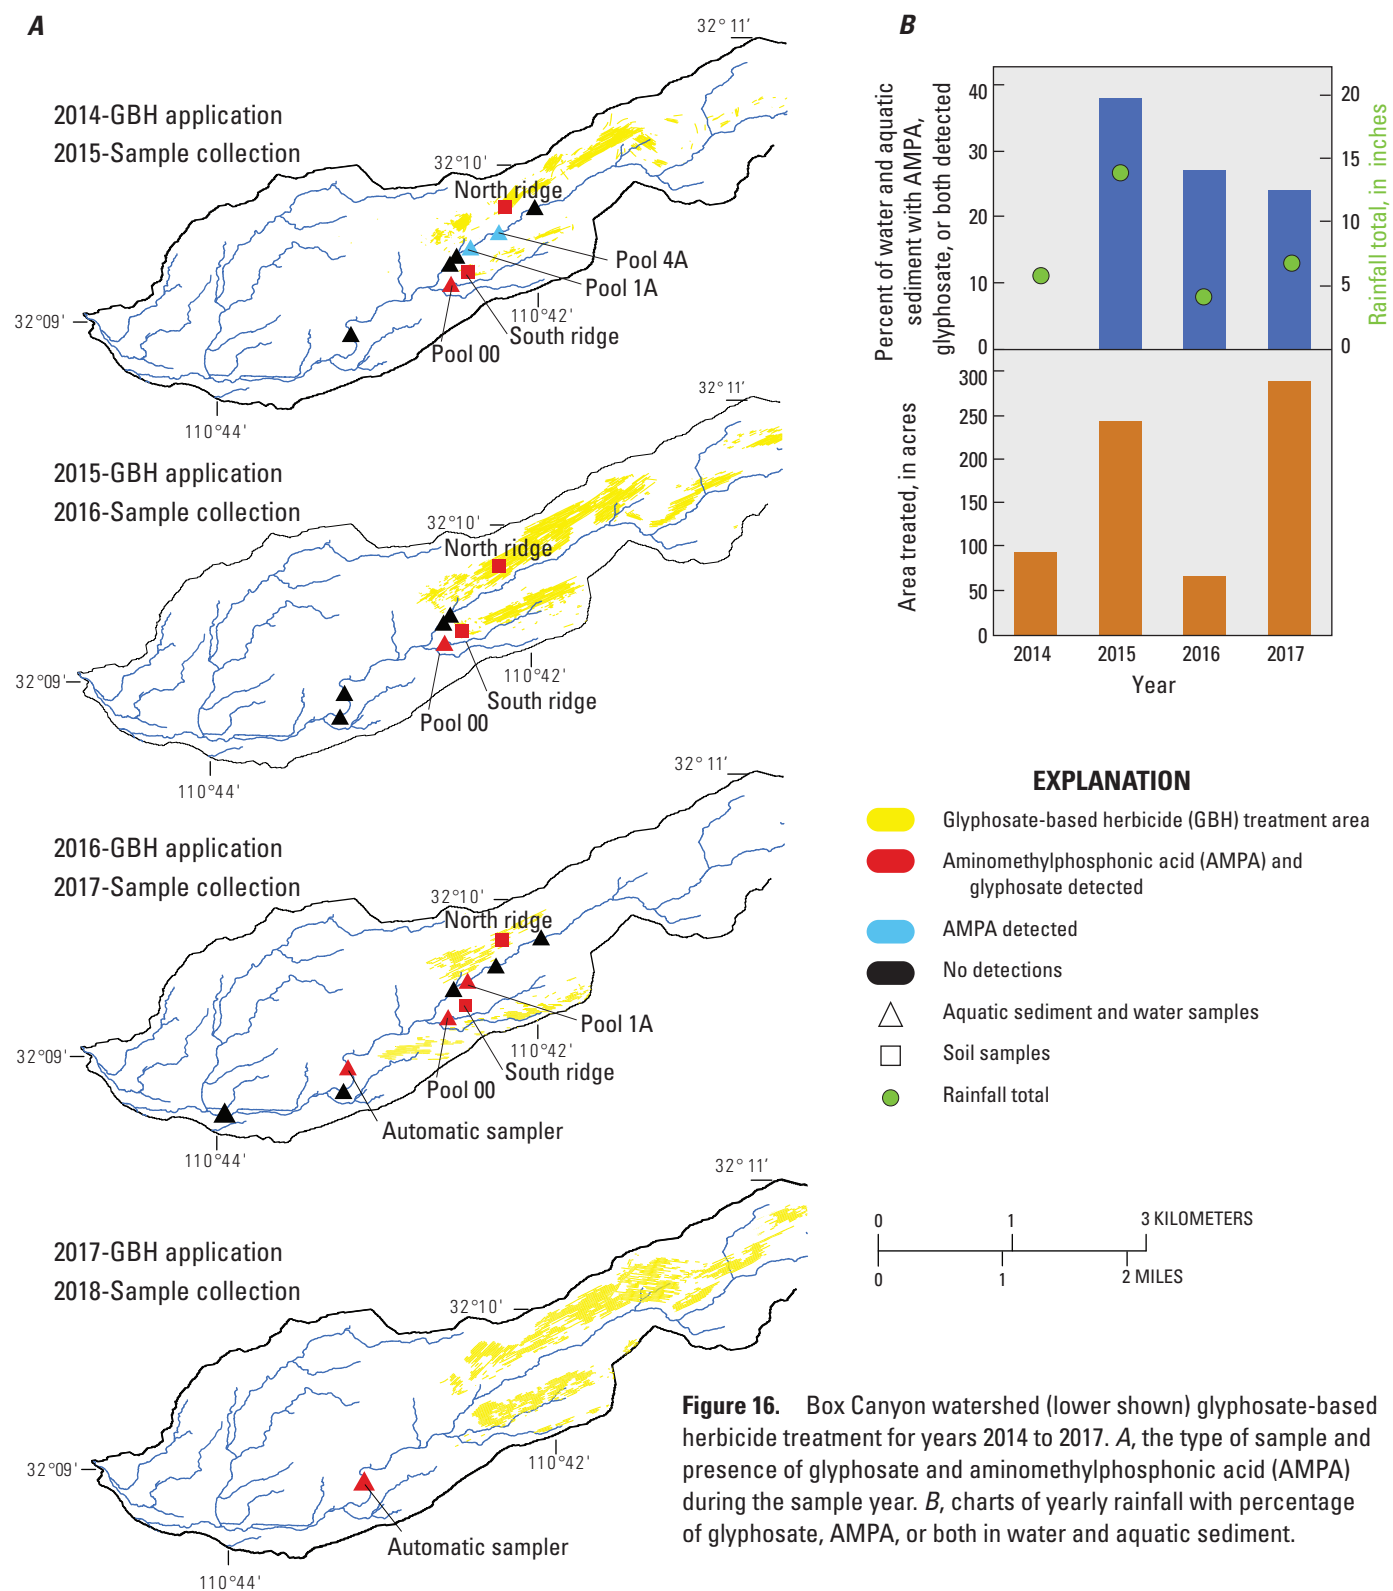 A
2014-GBH application
2015-Sample collection
32° 11'
32°10'
North ridge
Pool 4A
Pool 1A
110°42'
South ridge
Pool 00
32°09'
110°44'
2015-GBH application
2016-Sample collection
32° 11'
32°10'
North ridge
110°42'
South ridge
Pool 00
32°09'
110°44'
2016-GBH application
2017-Sample collection
32° 11'
32°10'
North ridge
Pool 1A
110°42'
South ridge
Pool 00
32°09'
Automatic sampler
110°44'
2017-GBH application
2018-Sample collection
32° 11'
32°10'
110°42'
32°09'
Automatic sampler
110°44'
B
Percent of water and aquatic
sediment with AMPA,
glyphosate, or both detected
40
30
20
10
0
20
15
10
5
0
Rainfall total, in inches
Area treated, in acres
300
250
200
150
100
50
0
2014 2015 2016 2017
Year
EXPLANATION
Glyphosate-based herbicide (GBH) treatment area
Aminomethylphosphonic acid (AMPA) and
glyphosate detected
AMPA detected
No detections
Aquatic sediment and water samples
Soil samples
Rainfall total
0 1 3 KILOMETERS
0 1 2 MILES
Figure 16. Box Canyon watershed (lower shown) glyphosate-based
herbicide treatment for years 2014 to 2017. A, the type of sample and
presence of glyphosate and aminomethylphosphonic acid (AMPA)
during the sample year. B, charts of yearly rainfall with percentage
of glyphosate, AMPA, or both in water and aquatic sediment.